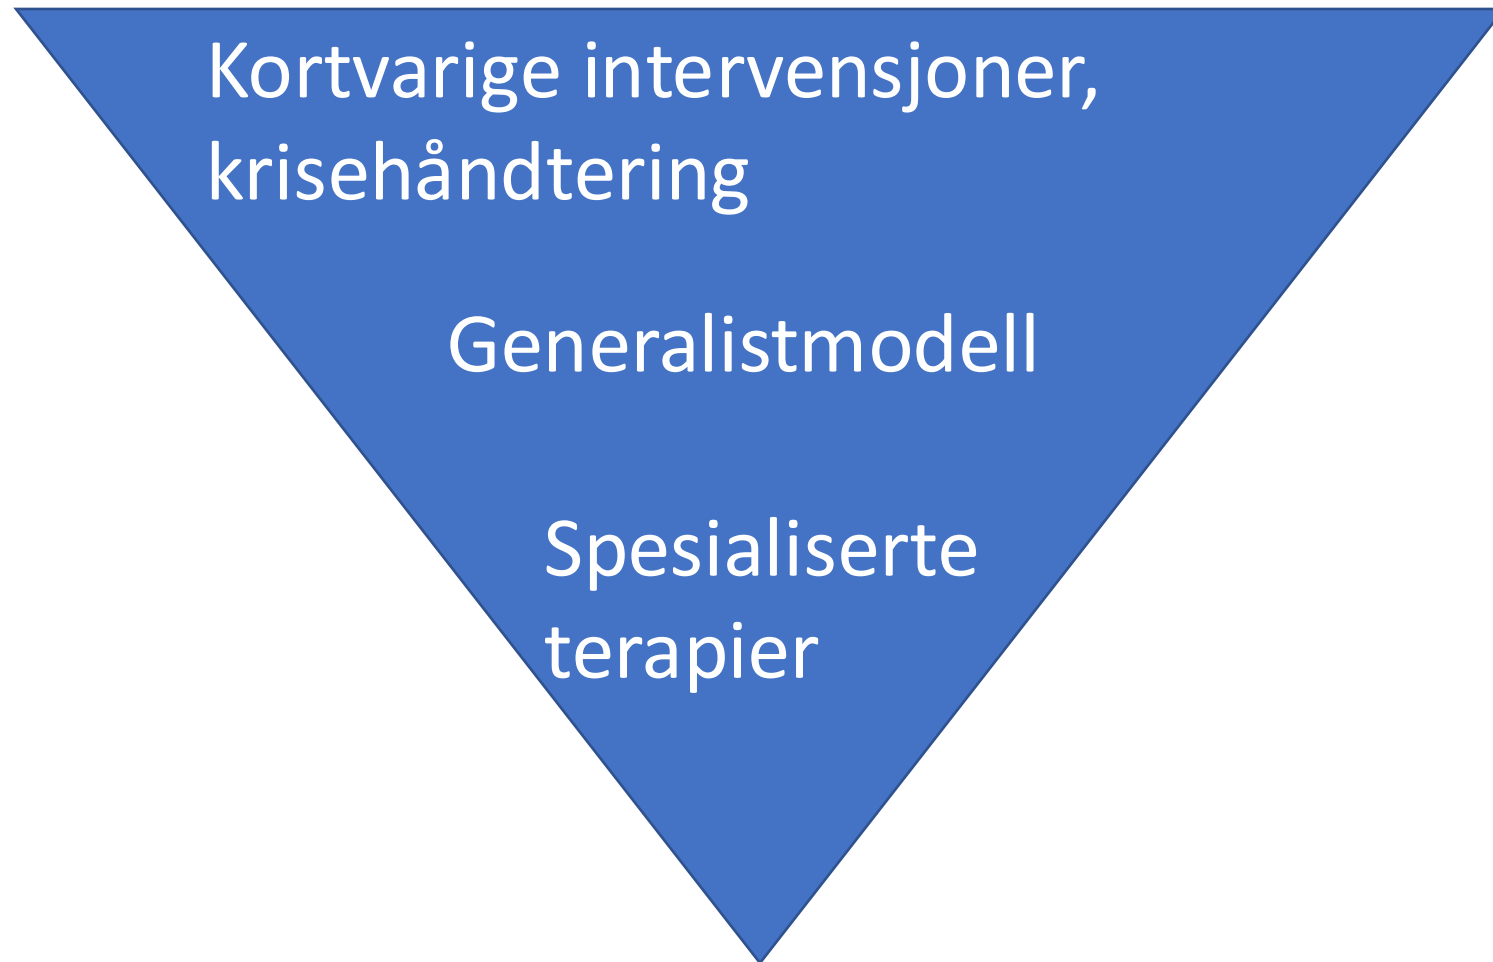 Kortvarige intervensjoner,
krisehåndtering
Generalistmodell
Spesialiserte
terapier